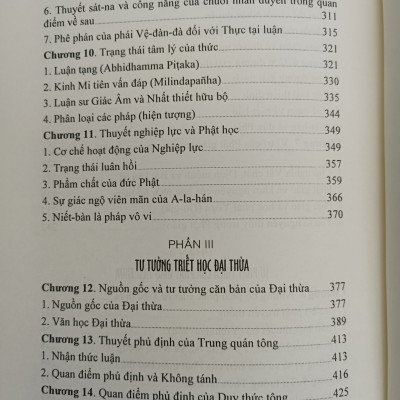 6. Thuyết sát-na và công năng của chuỗi nhân duyên trong quan
điểm về sau 311
7. Phê phán của phái Vệ-đàn-đà đối với Thực tại luận 315
Chương 10. Trạng thái tâm lý của thức 321
1. Luận tạng (Abhidhamma Piṭaka) 321
2. Kinh Mi tiên vấn đáp (Milindapañha) 330
3. Luận sư Giác Âm và Nhất thiết hữu bộ 335
4. Phân loại các pháp (hiện tượng) 344
Chương 11. Thuyết nghiệp lực và Phật học 349
1. Cơ chế hoạt động của Nghiệp lực 349
2. Trạng thái luân hồi 357
3. Phẩm chất của đức Phật 359
4. Sự giác ngộ viên mãn của A-la-hán 366
5. Niết-bàn là pháp vô vi 370
PHẦN III
TƯ TƯỞNG TRIẾT HỌC ĐẠI THỪA
Chương 12. Nguồn gốc và tư tưởng căn bản của Đại thừa 377
1. Nguồn gốc của Đại thừa 377
2. Văn học Đại thừa 389
Chương 13. Thuyết phủ định của Trung quán tông 413
1. Nhận thức luận 413
2. Quan điểm phủ định và Không tánh 416
Chương 14. Quan điểm phủ định của Duy thức tông 425